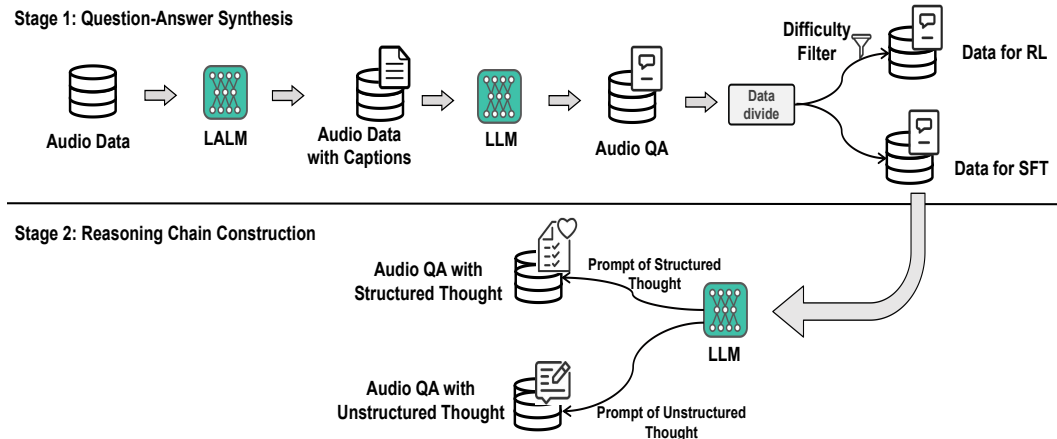 Stage 1: Question-Answer Synthesis
Difficulty
Filter
Data for RL
Audio Data
LALM
Audio Data
with Captions
LLM
Audio QA
Data
divide
Data for SFT
Stage 2: Reasoning Chain Construction
Audio QA with
Structured Thought
Prompt of Structured
Thought
LLM
Audio QA with
Unstructured Thought
Prompt of Unstructured
Thought